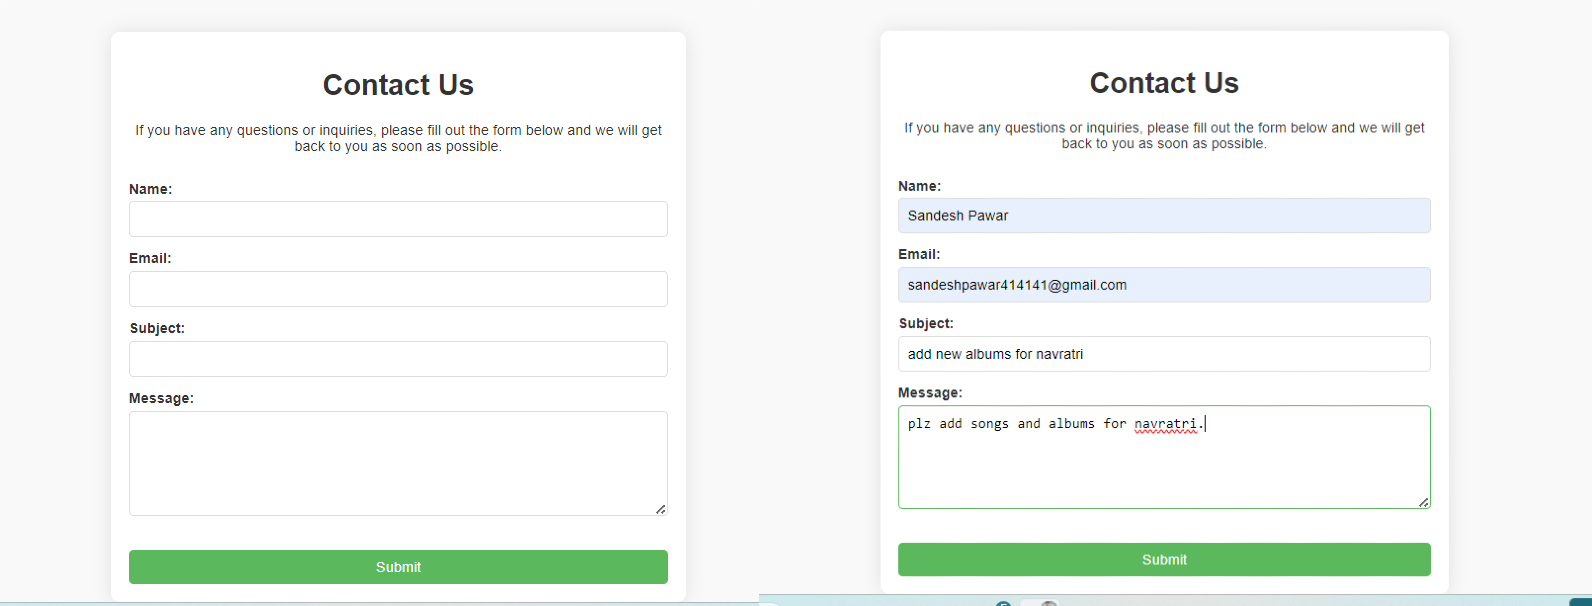 Contact Us
If you have any questions or inquiries, please fill out the form below and we will get
back to you as soon as possible.
Name:
Email:
Subject:
Message:
Submit
Contact Us
If you have any questions or inquiries, please fill out the form below and we will get
back to you as soon as possible.
Name:
Sandesh Pawar
Email:
sandeshpawar414141@gmail.com
Subject:
add new albums for navratri
Message:
plz add songs and albums for navratri.
Submit